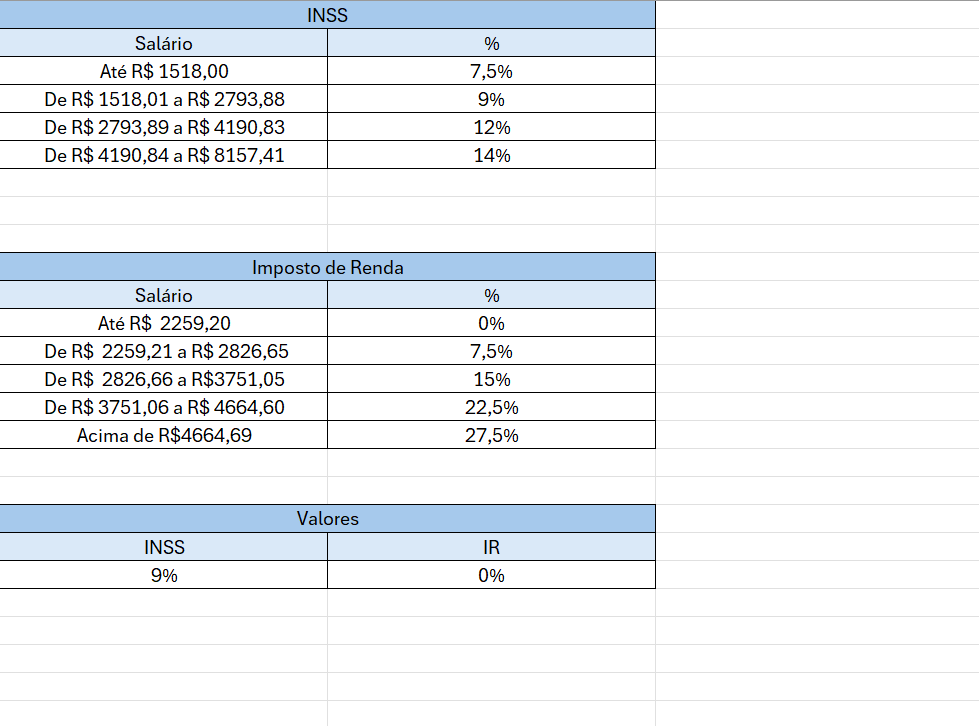 INSS
Salário %
Até R$ 1518,00 7,5%
De R$ 1518,01 a R$ 2793,88 9%
De R$ 2793,89 a R$ 4190,83 12%
De R$ 4190,84 a R$ 8157,41 14%
Imposto de Renda
Salário %
Até R$  2259,20 0%
De R$  2259,21 a R$ 2826,65 7,5%
De R$  2826,66 a R$3751,05 15%
De R$ 3751,06 a R$ 4664,60 22,5%
Acima de R$4664,69 27,5%
Valores
INSS IR
9% 0%